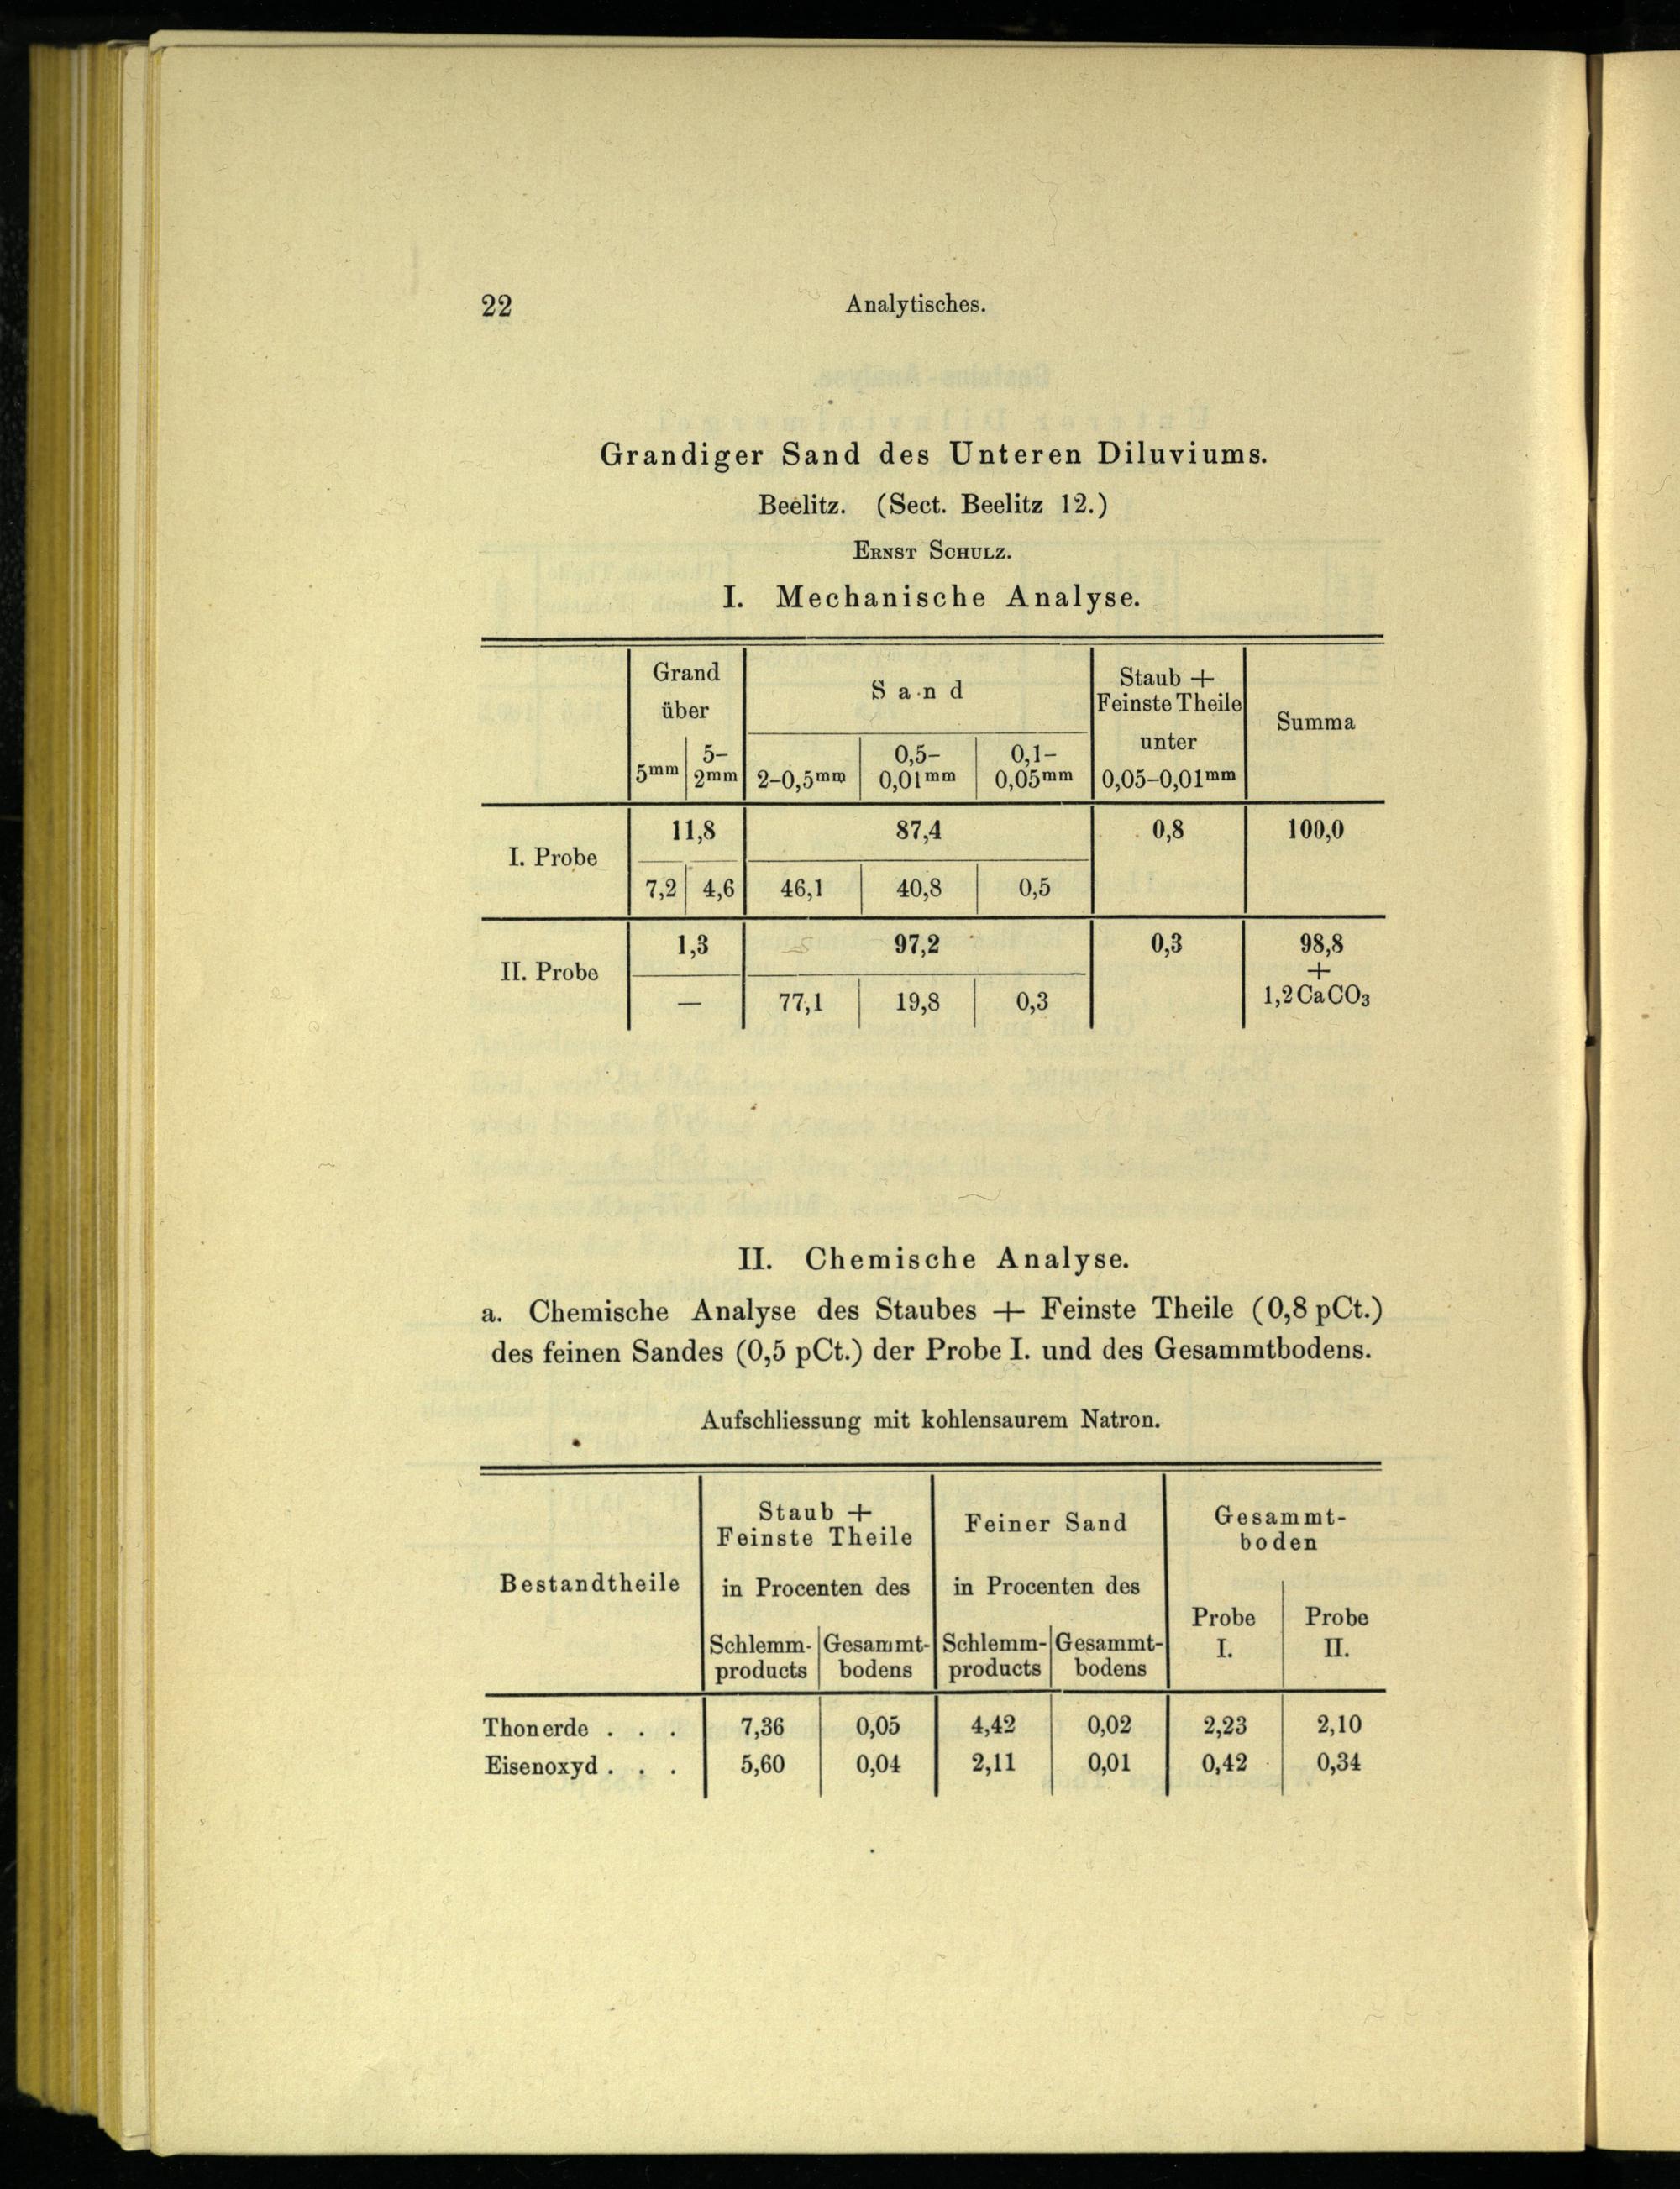 22 Analytisches.
Grandiger Sand des Unteren Diluviums.
Beelitz. (Sect. Beelitz 12.)
ERNST SCHULZ.
I. Mechanische Analyse.
Grand Sand Staub +
über Feinste Theile Summa
5- 0,5- 0,1- unter
5mm 2mm 2-0,5mm 0,01mm 0,05mm 0,05-0,01mm
11,8 87,4 0,8 100,0
I. Probe
7,2 4,6 46,1 40,8 0,5
1,3 97,2 0,3 98,8
II. Probe +
— 77,1 19,8 0,3 1,2 CaCO3
II. Chemische Analyse.
a. Chemische Analyse des Staubes + Feinste Theile (0,8 pCt.)
des feinen Sandes (0,5 pCt.) der Probe I. und des Gesammtbodens.
Aufschliessung mit kohlensaurem Natron.
Staub + Feiner Sand Gesammt-
Feinste Theile boden
Bestandtheile in Procenten des in Procenten des
Probe Probe
Schlemm- Gesammt- Schlemm- Gesammt- I. II.
products bodens products bodens
Thonerde . . . 7,36 0,05 4,42 0,02 2,23 2,10
Eisenoxyd . . . 5,60 0,04 2,11 0,01 0,42 0,34